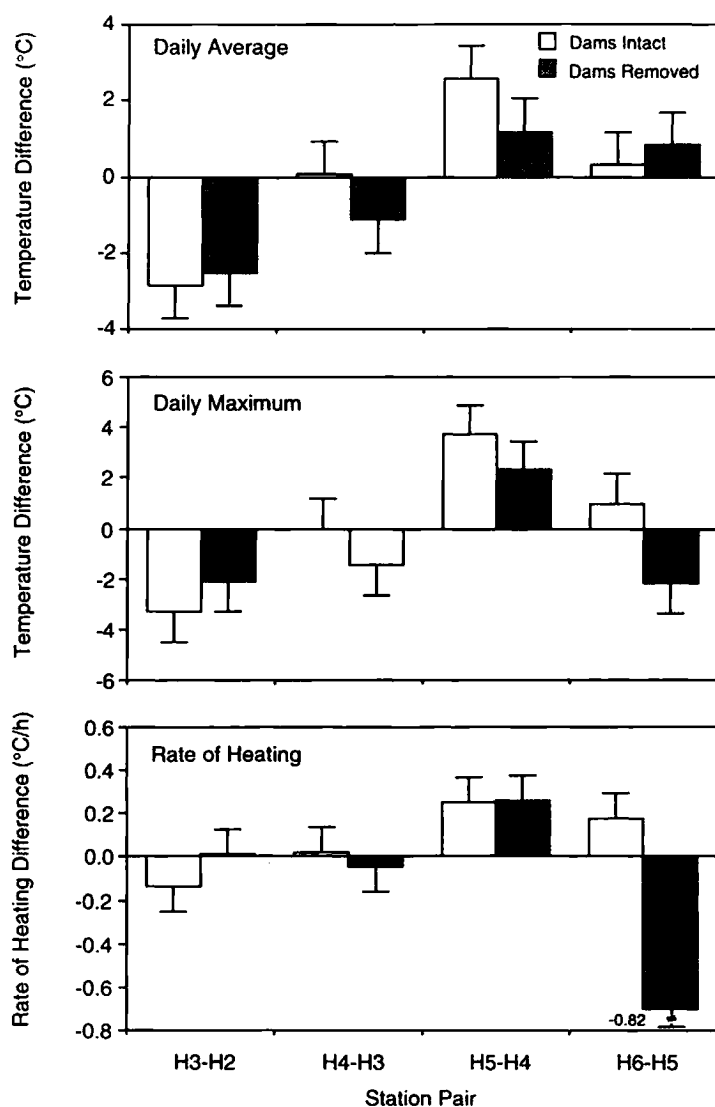 Daily Average
Dams Intact
Dams Removed
Temperature Difference (°C)
4
2
0
-2
-4
Daily Maximum
Temperature Difference (°C)
6
4
2
0
-2
-4
-6
Rate of Heating
Rate of Heating Difference (°C/h)
0.6
0.4
0.2
0.0
-0.2
-0.4
-0.6
-0.8
-0.82
H3-H2
H4-H3
H5-H4
H6-H5
Station Pair